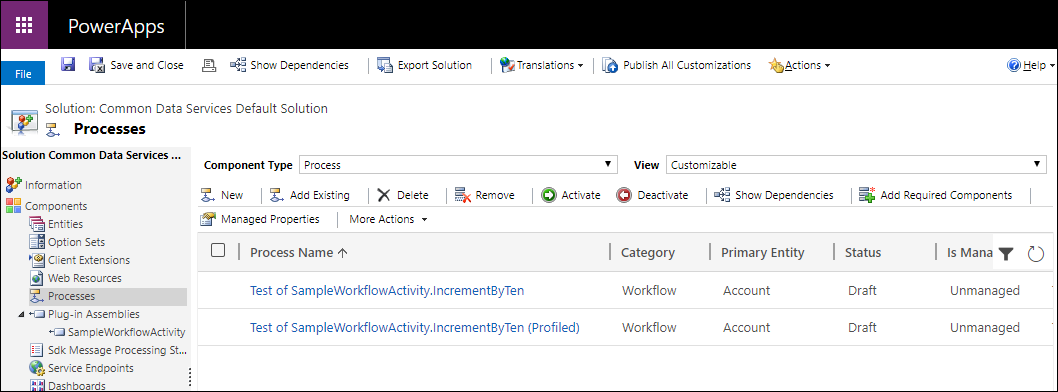 PowerApps
File
Save and Close
Show Dependencies
Export Solution
Translations
Publish All Customizations
Actions
Help
Solution: Common Data Services Default Solution
Processes
Solution Common Data Services ...
Component Type Process
View Customizable
Information
Components
Entities
Option Sets
Client Extensions
Web Resources
Processes
Plug-in Assemblies
SampleWorkflowActivity
Sdk Message Processing St...
Service Endpoints
Dashboards
New Add Existing Delete Remove Activate Deactivate Show Dependencies Add Required Components
Managed Properties More Actions
Process Name Category Primary Entity Status Is Mana
Test of SampleWorkflowActivity.IncrementByTen Workflow Account Draft Unmanaged
Test of SampleWorkflowActivity.IncrementByTen (Profiled) Workflow Account Draft Unmanaged